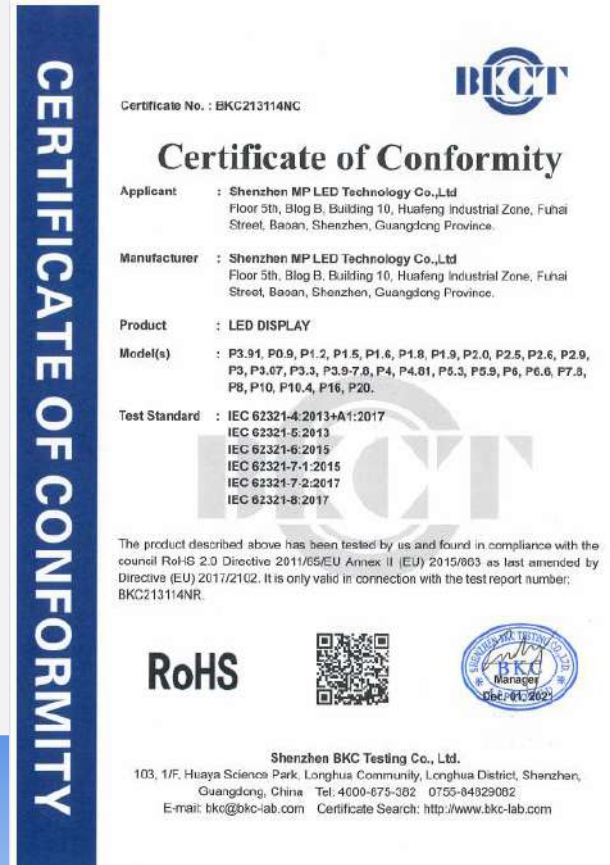 CERTIFICATE OF CONFORMITY
BKCT
Certificate No. : BKC213114NC
Certificate of Conformity
Applicant : Shenzhen MP LED Technology Co.,Ltd
Floor 5th, Blog B, Building 10, Huafeng Industrial Zone, Fuhai
Street, Baoan, Shenzhen, Guangdong Province.
Manufacturer : Shenzhen MP LED Technology Co.,Ltd
Floor 5th, Blog B, Building 10, Huafeng Industrial Zone, Fuhai
Street, Baoan, Shenzhen, Guangdong Province.
Product : LED DISPLAY
Model(s) : P3.91, P0.9, P1.2, P1.5, P1.6, P1.8, P1.9, P2.0, P2.5, P2.6, P2.9,
P3, P3.07, P3.3, P3.9-7.8, P4, P4.81, P5.3, P5.9, P6, P6.6, P7.8,
P8, P10, P10.4, P16, P20.
Test Standard : IEC 62321-4:2013+A1:2017
IEC 62321-5:2013
IEC 62321-6:2015
IEC 62321-7-1:2015
IEC 62321-7-2:2017
IEC 62321-8:2017
BKCT
The product described above has been tested by us and found in compliance with the
council RoHS 2.0 Directive 2011/65/EU Annex II (EU) 2015/863 as last amended by
Directive (EU) 2017/2102. It is only valid in connection with the test report number:
BKC213114NR.
RoHS
SHENZHEN BKC TESTING CO., LTD.
BKC
Manager
Dec. 01, 2021
Shenzhen BKC Testing Co., Ltd.
103, 1/F, Huaya Science Park, Longhua Community, Longhua District, Shenzhen,
Guangdong, China Tel: 4000-875-382 0755-84829082
E-mail: bkc@bkc-lab.com Certificate Search: http://www.bkc-lab.com